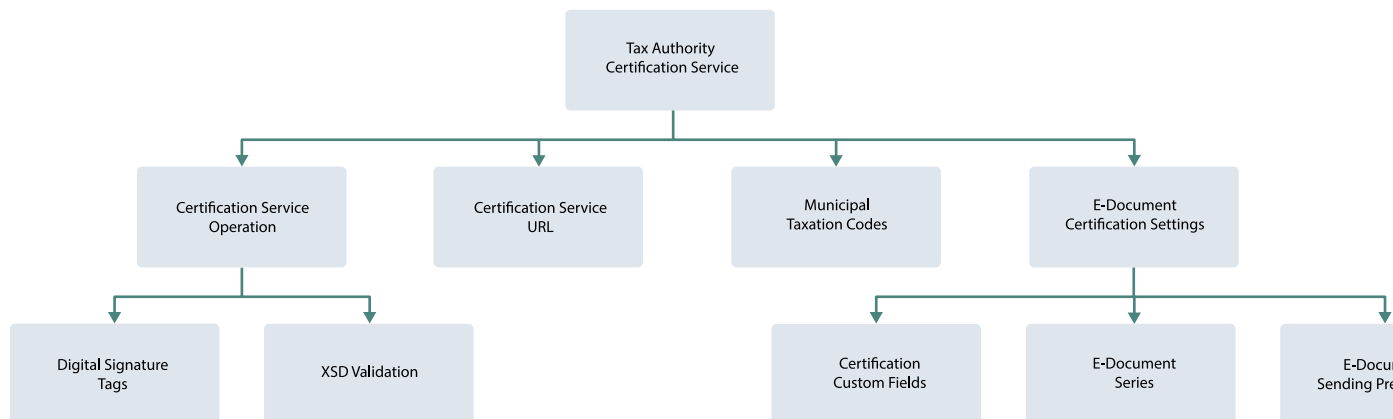 Tax Authority
Certification Service
Certification Service
Operation
Certification Service
URL
Municipal
Taxation Codes
E-Document
Certification Settings
Digital Signature
Tags
XSD Validation
Certification
Custom Fields
E-Document
Series
Sending